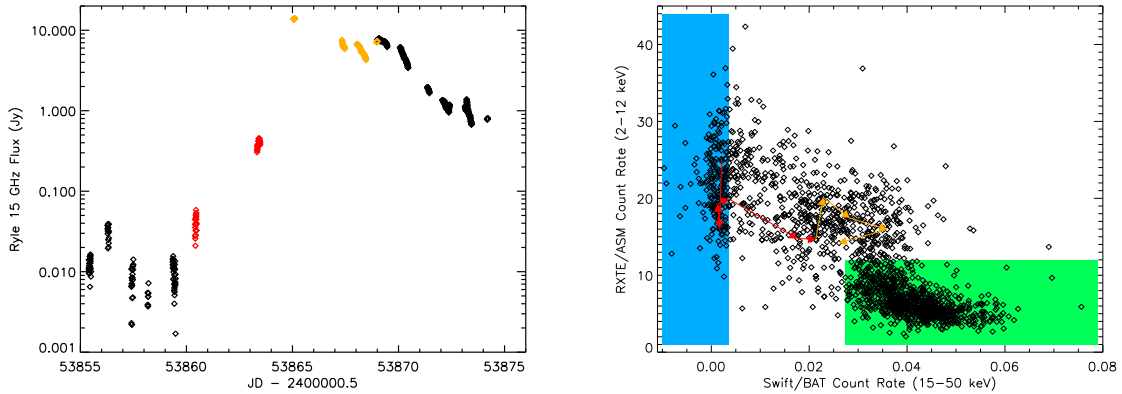 10.000
1.000
0.100
0.010
0.001
Ryle 15 GHz Flux (Jy)
53855 53860 53865 53870 53875
JD - 2400000.5
40
30
20
10
0
RXTE/ASM Count Rate (2-12 keV)
0.00 0.02 0.04 0.06 0.08
Swift/BAT Count Rate (15-50 keV)